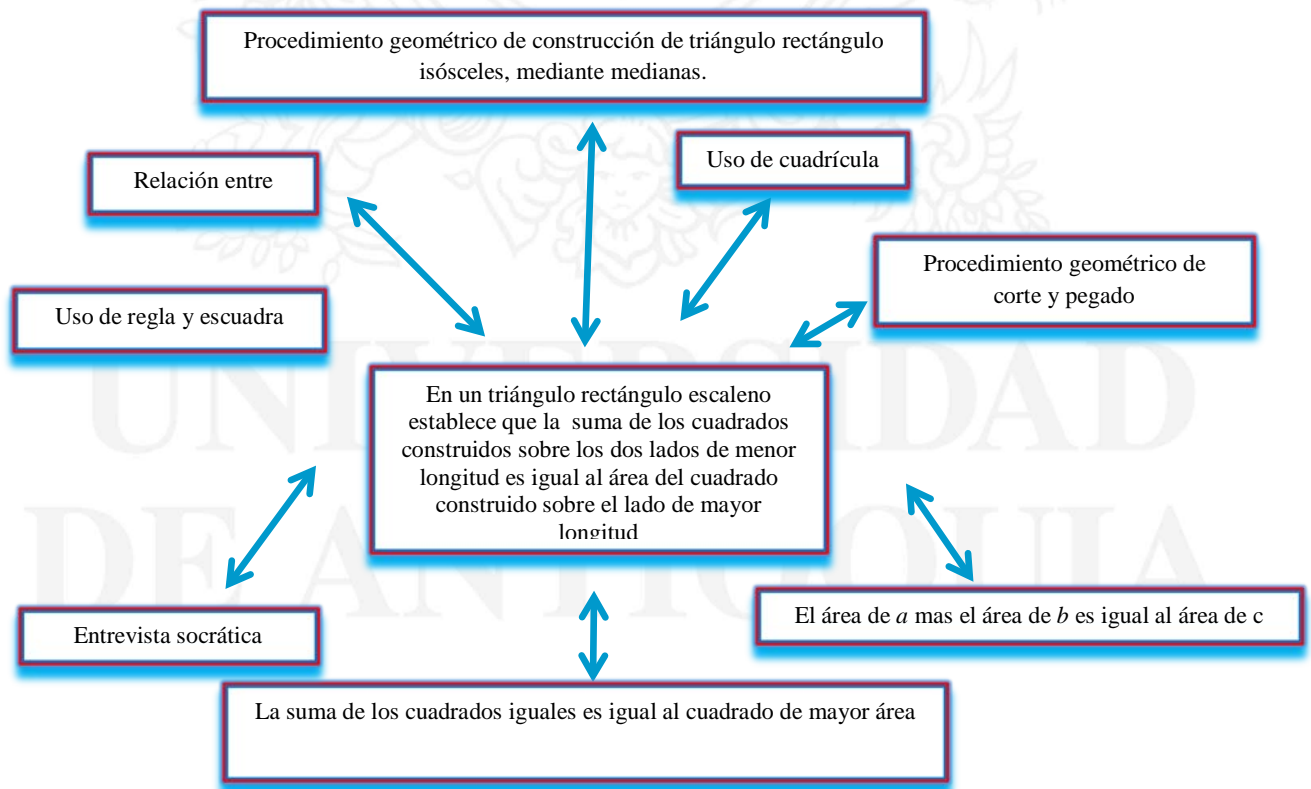 Procedimiento geométrico de construcción de triángulo rectángulo
isósceles, mediante medianas.
Uso de cuadrícula
Relación entre
Procedimiento geométrico de
corte y pegado
Uso de regla y escuadra
En un triángulo rectángulo escaleno
establece que la suma de los cuadrados
construidos sobre los dos lados de menor
longitud es igual al área del cuadrado
construido sobre el lado de mayor
longitud
El área de a mas el área de b es igual al área de c
Entrevista socrática
La suma de los cuadrados iguales es igual al cuadrado de mayor área
UNIVERSIDAD
DE ANTIOQUIA